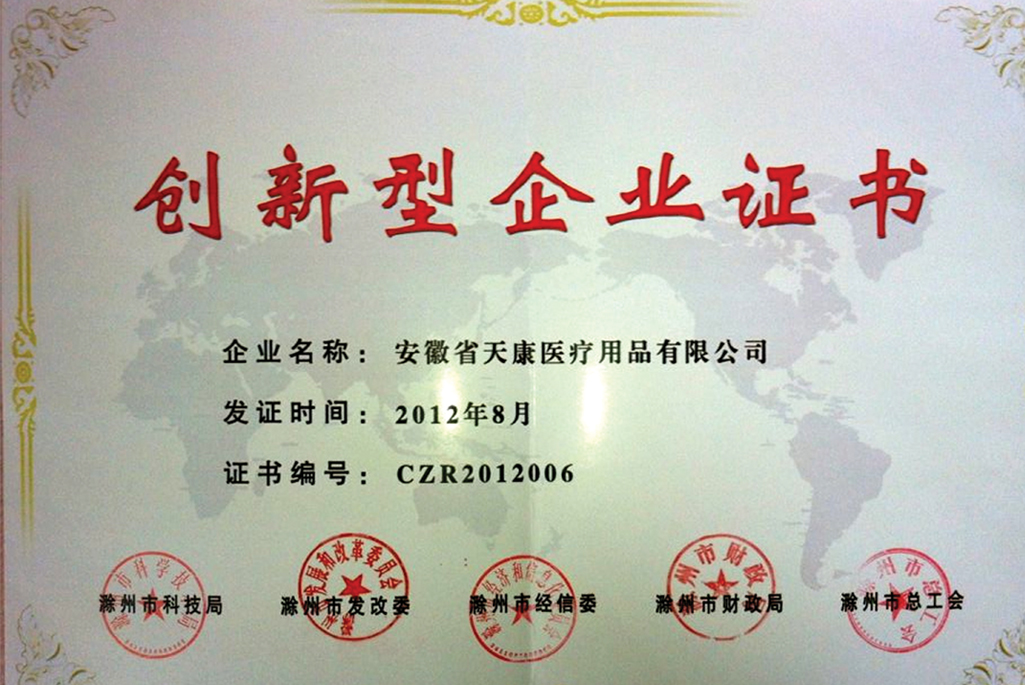 创新型企业证书
企业名称：安徽省天康医疗用品有限公司
发证时间：2012年8月
证书编号：CZR2012006
滁州市科技局 滁州市发改委 滁州市经信委 滁州市财政局 滁州市总工会